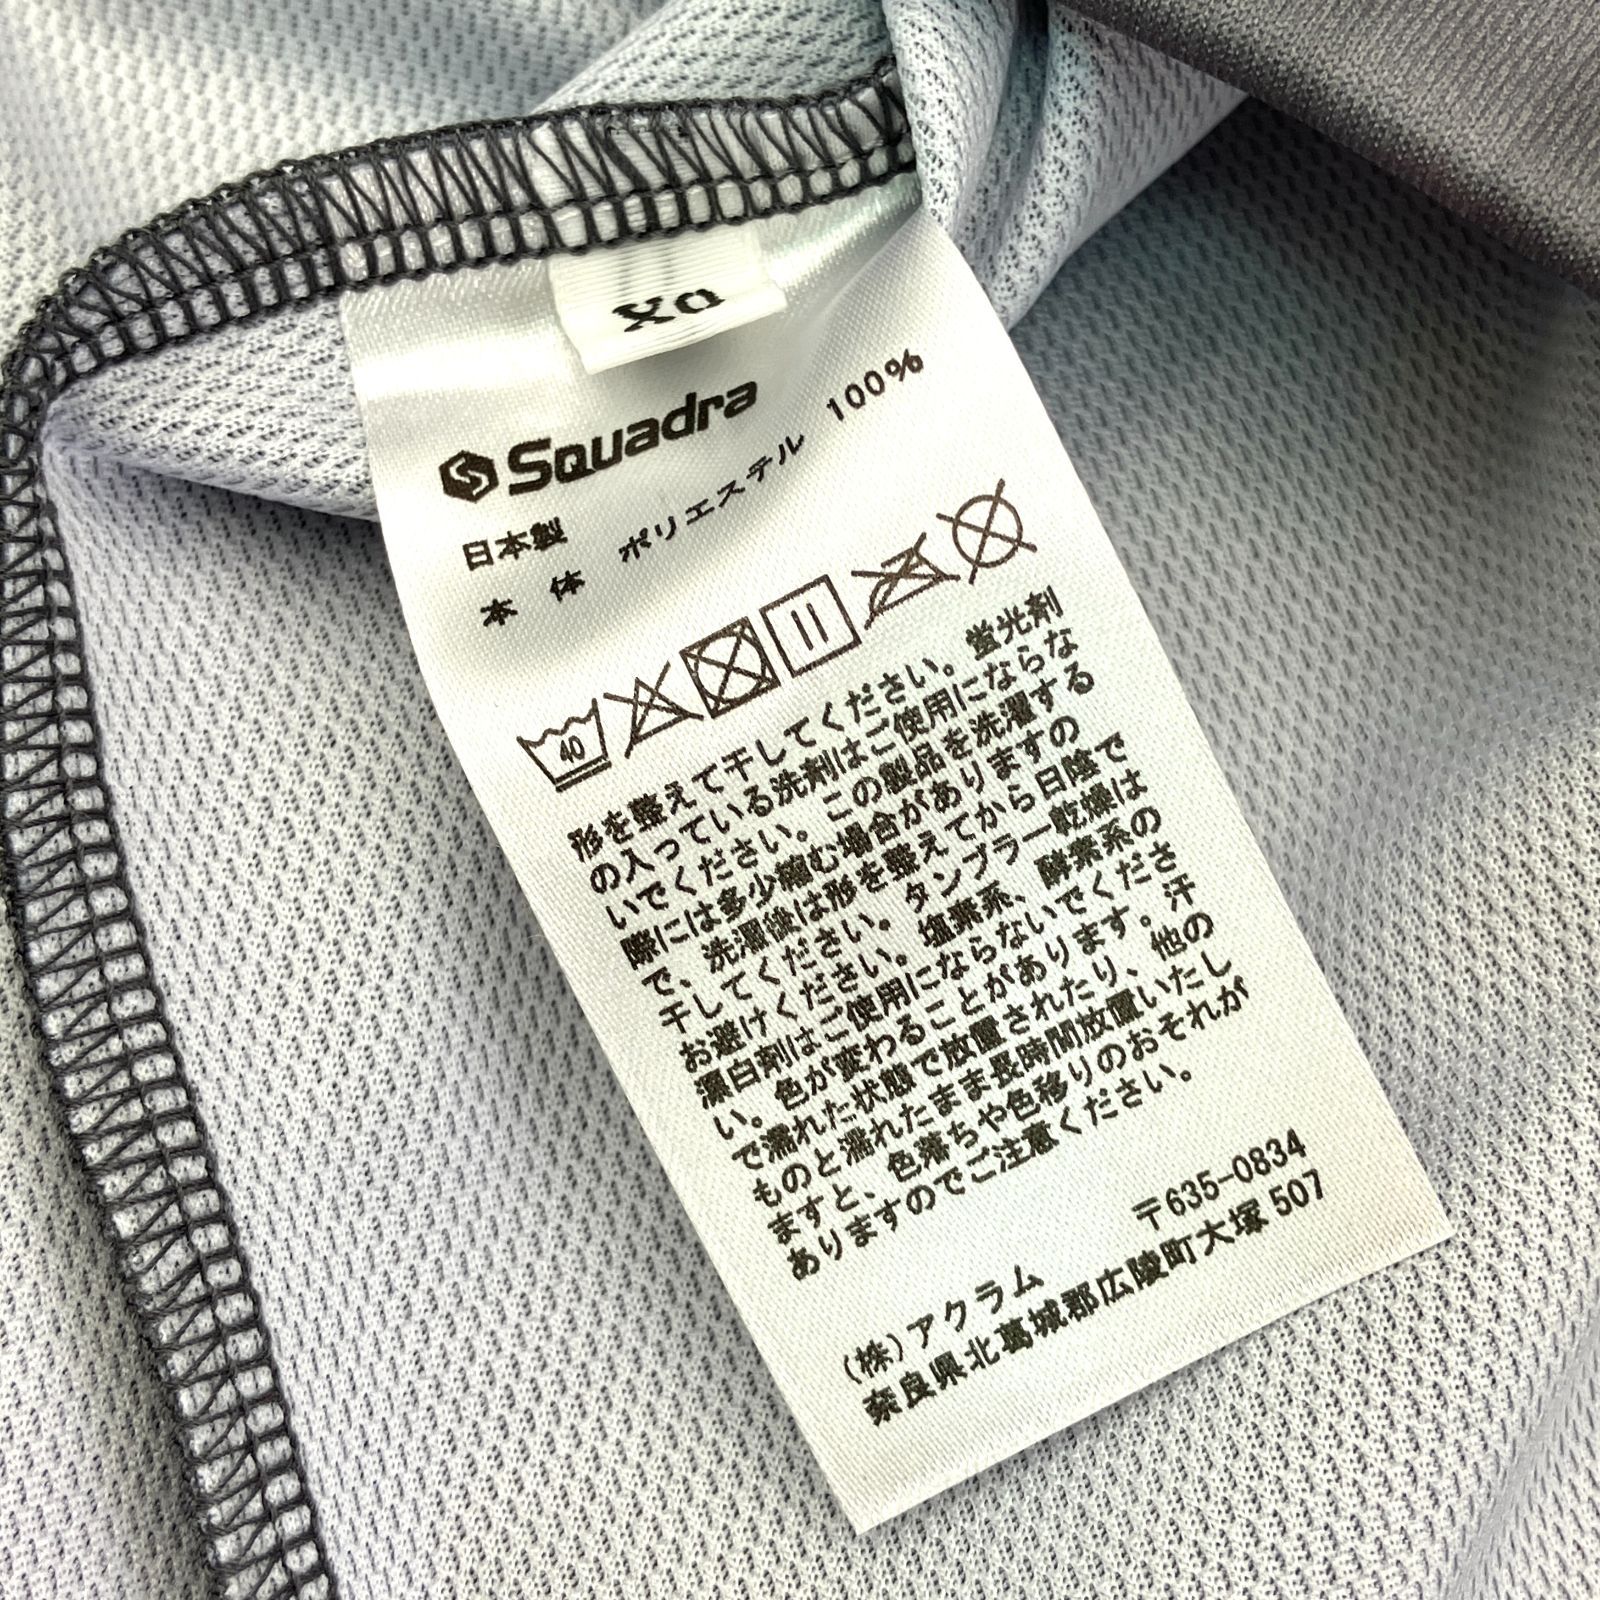 Squadra
日本製
本 体 ポリエステル 100%
40
形を整えて干してください。蛍光剤
の入っている洗剤はご使用にならな
いでください。この製品を洗濯する
際には多少縮む場合がありますの
で、洗濯後は形を整えてから日陰で
干してください。タンブラー乾燥は
お避けください。塩素系、酵素系の
漂白剤はご使用にならないでくださ
い。色が変わることがあります。汗
で濡れた状態で放置されたり、他の
ものと濡れたまま長時間放置いたし
ますと、色落ちや色移りのおそれが
ありますのでご注意ください。
〒635-0834
(株)アクラム
奈良県北葛城郡広陵町大塚507